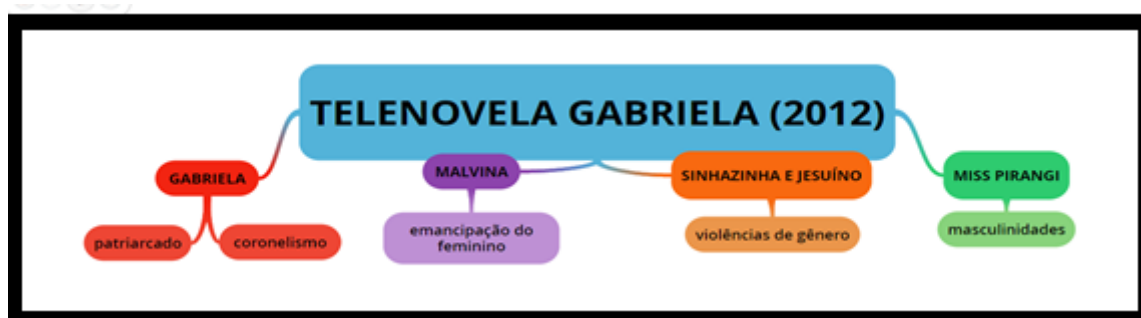 TELENOVELA GABRIELA (2012)
GABRIELA
MALVINA
SINHAZINHA E JESUÍNO
MISS PIRANGI
patriarcado
coronelismo
emancipação do
feminino
violências de gênero
masculinidades